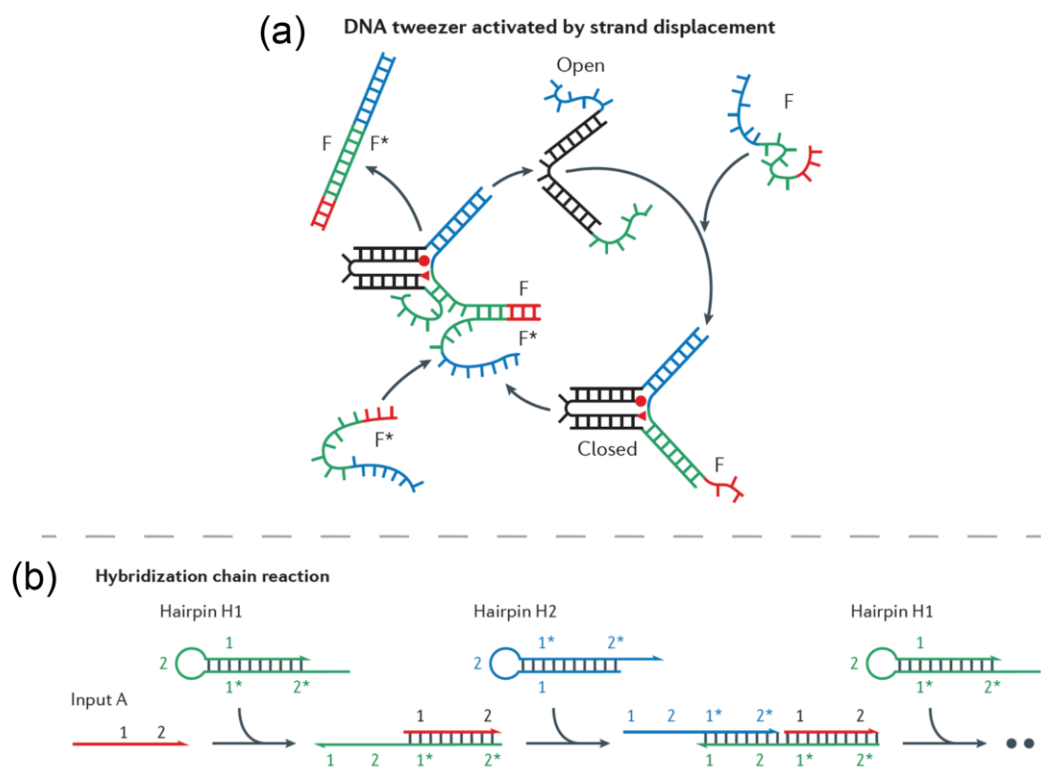 (a) DNA tweezer activated by strand displacement
Open
F
F F*
F
F*
F*
Closed
F
(b) Hybridization chain reaction
Hairpin H1 Hairpin H2 Hairpin H1
1 1* 2* 1
2 2 2
1* 2* 1 1* 2*
Input A
1 2 1 2 1 2 1* 2* 1 2
1 2 1* 2* 1 2 1* 2*